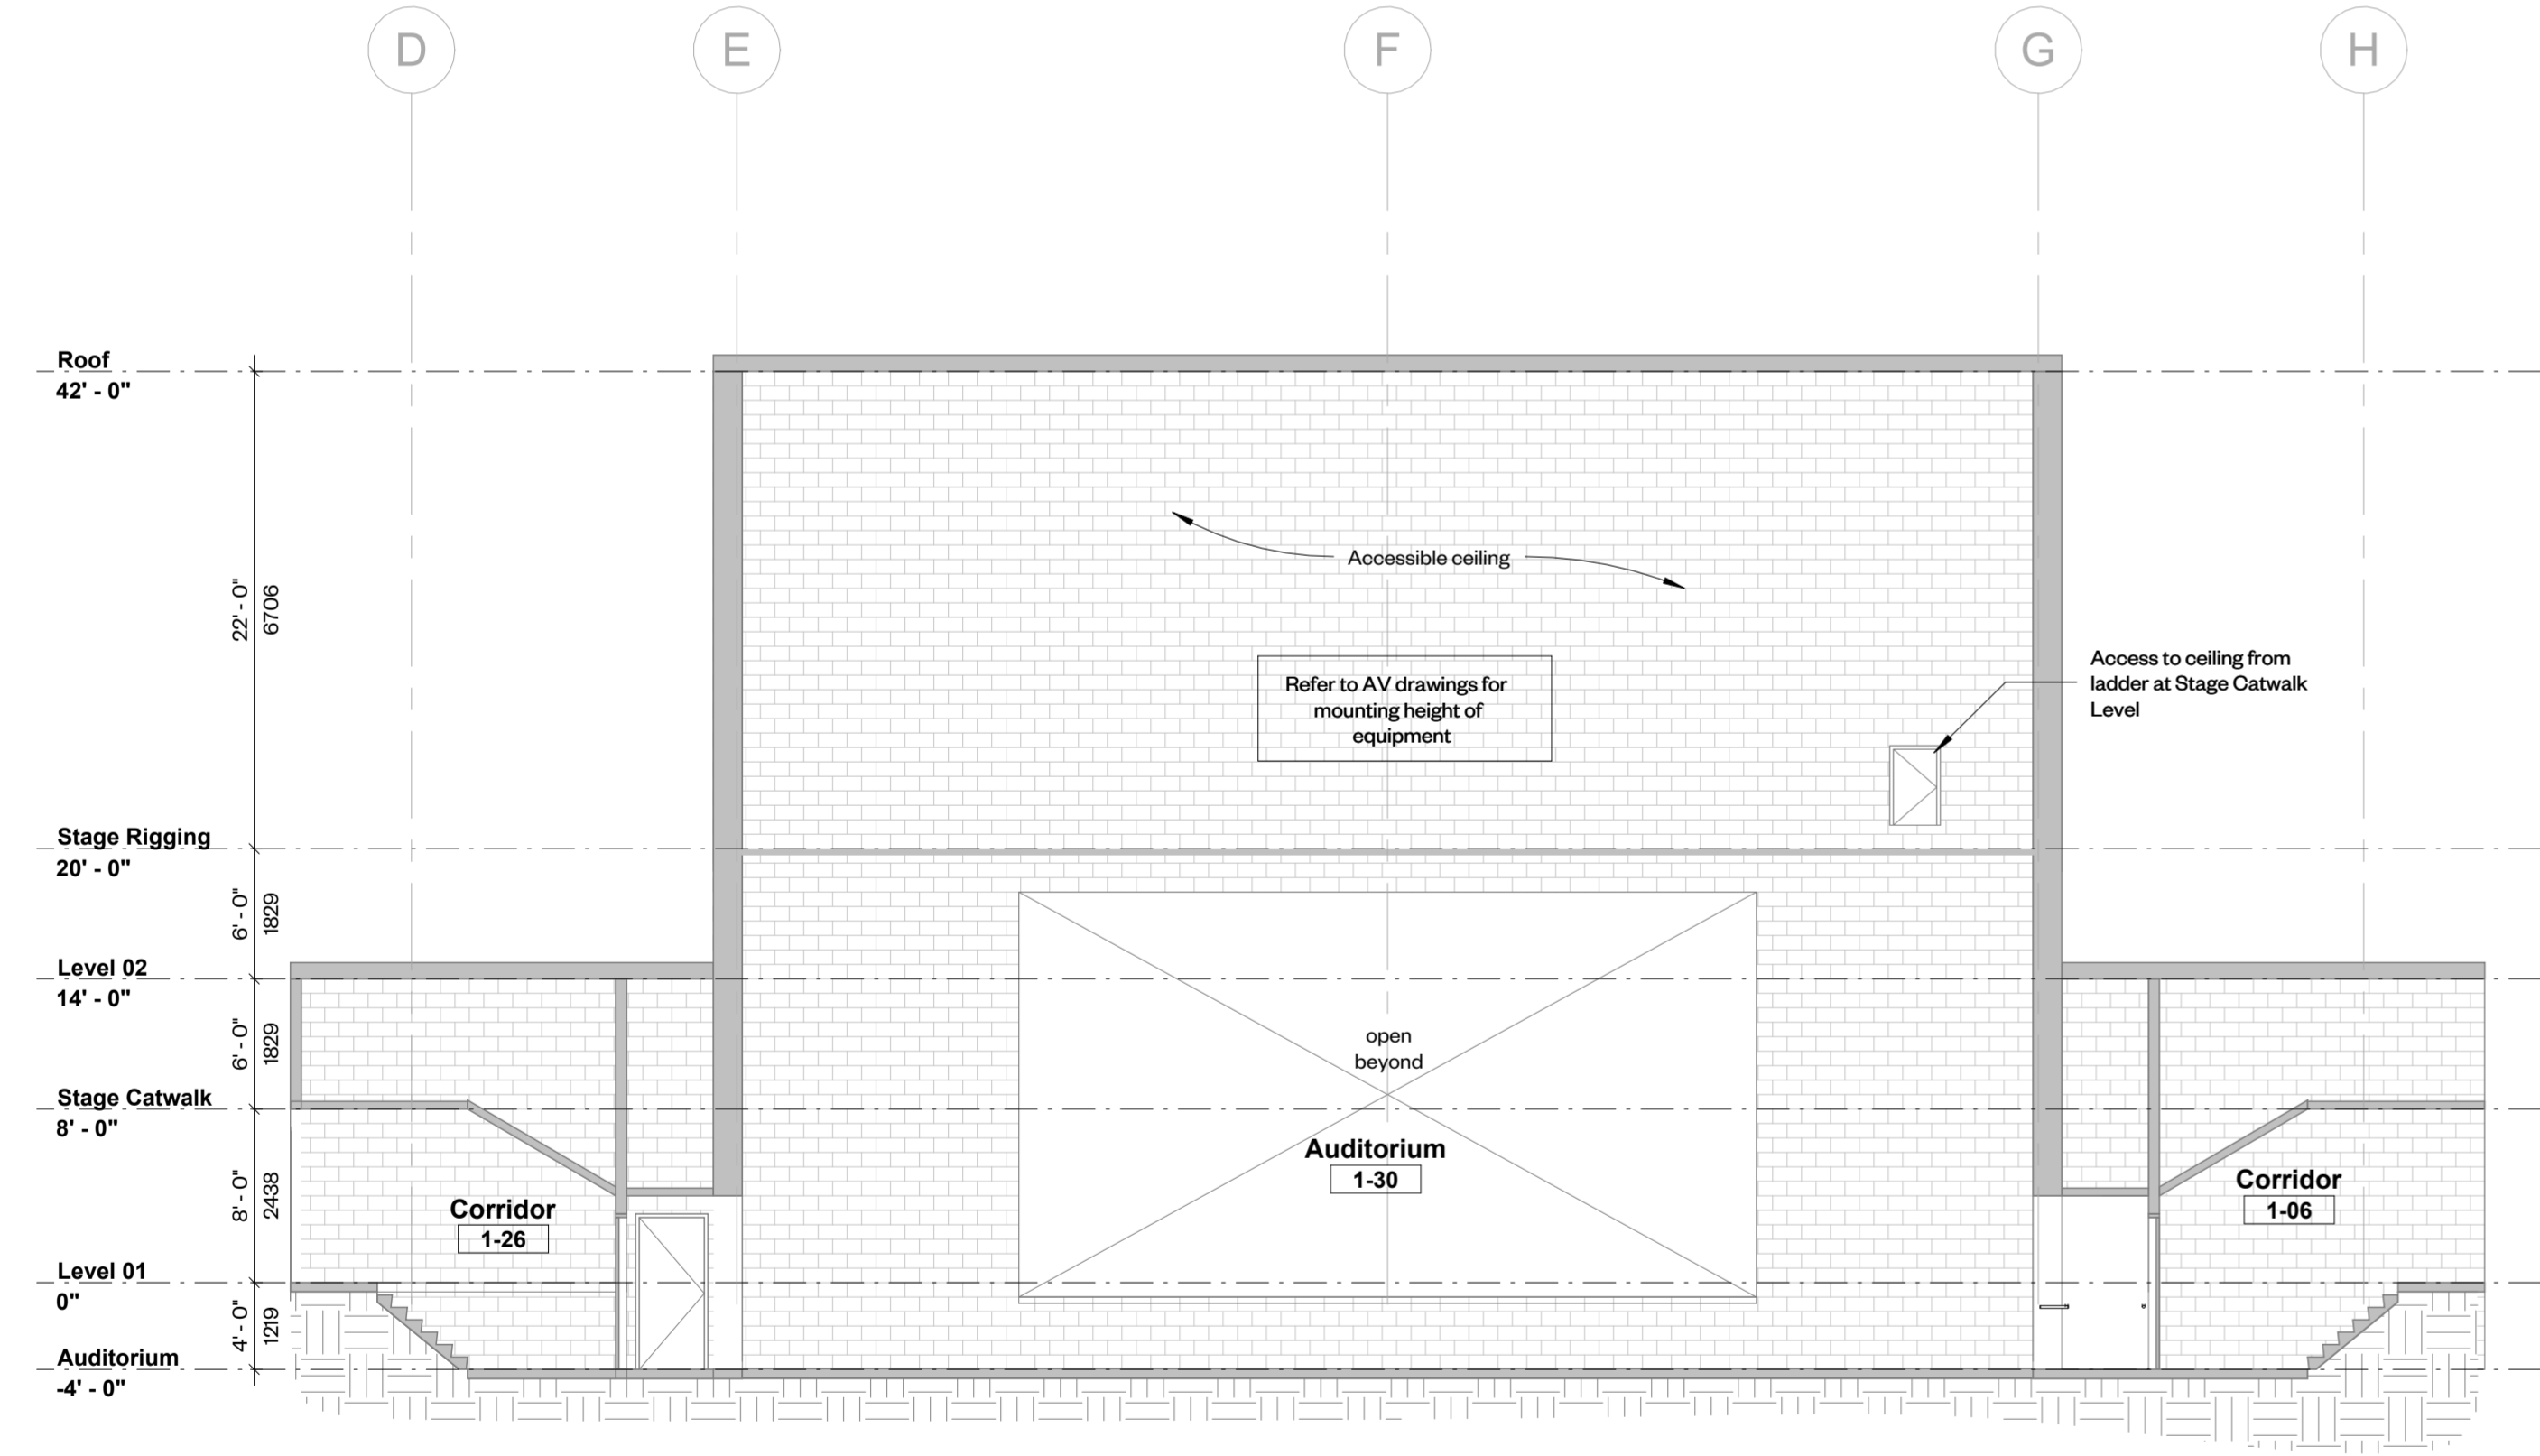 D
E
F
G
H
Roof
42' - 0"
22' - 0"
6706
Accessible ceiling
Refer to AV drawings for
mounting height of
equipment
Access to ceiling from
ladder at Stage Catwalk
Level
Stage Rigging
20' - 0"
6' - 0"
1829
Level 02
14' - 0"
6' - 0"
1829
open
beyond
Stage Catwalk
8' - 0"
8' - 0"
2438
Auditorium
1-30
Corridor
1-26
Corridor
1-06
Level 01
0"
4' - 0"
1219
Auditorium
-4' - 0"